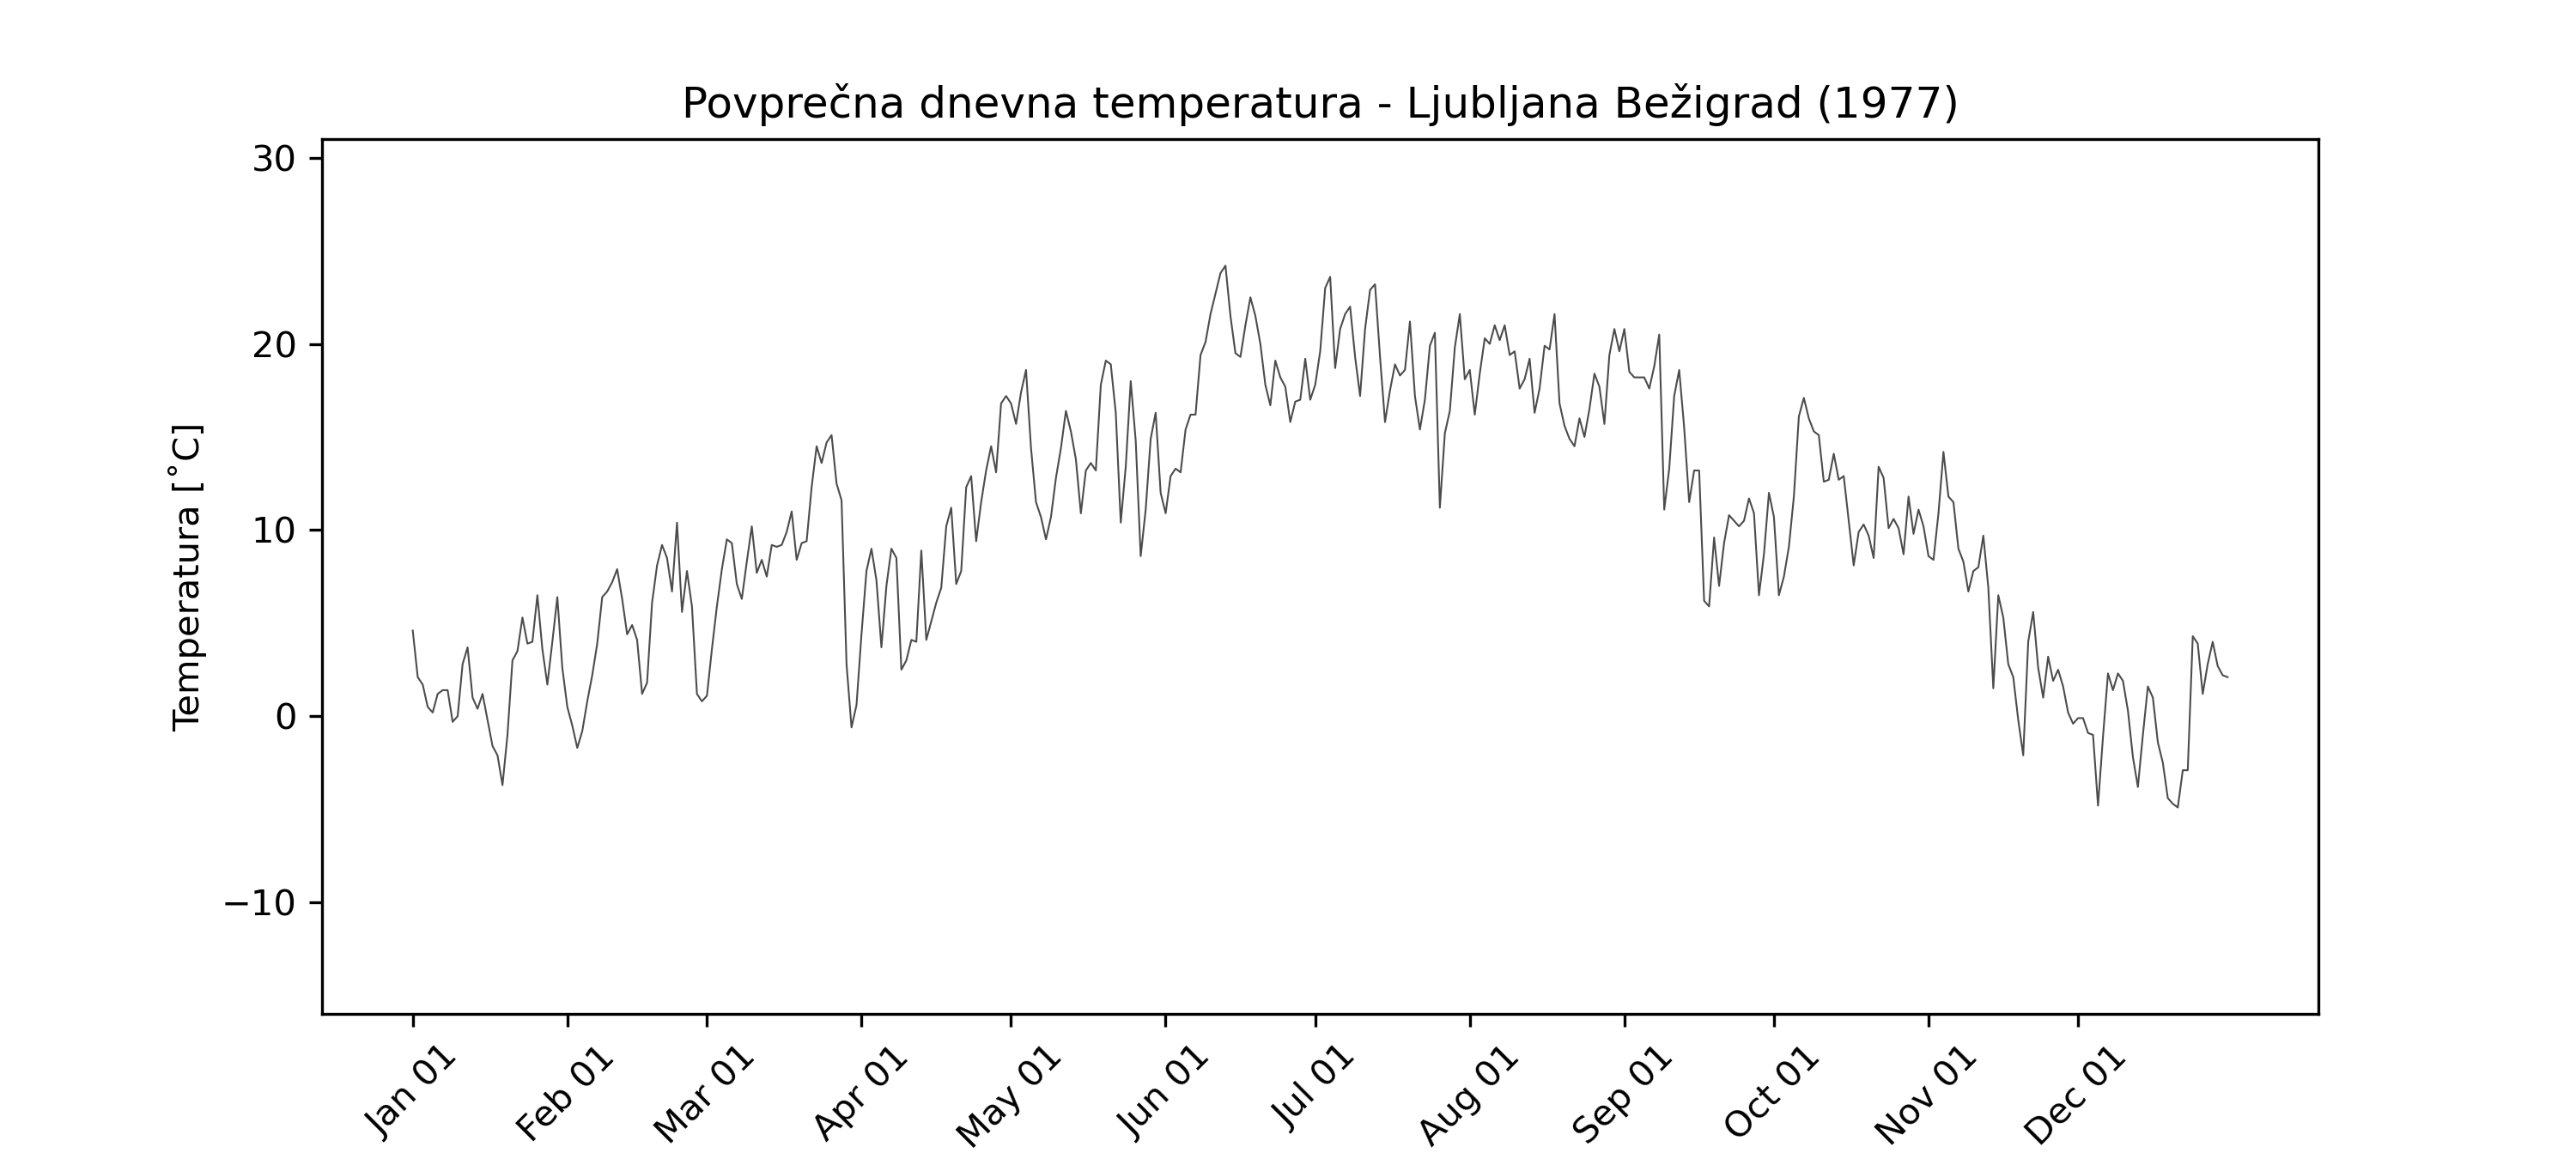 Povprečna dnevna temperatura - Ljubljana Bežigrad (1977)
Temperatura [˚C]
30
20
10
0
−10
Jan 01
Feb 01
Mar 01
Apr 01
May 01
Jun 01
Jul 01
Aug 01
Sep 01
Oct 01
Nov 01
Dec 01